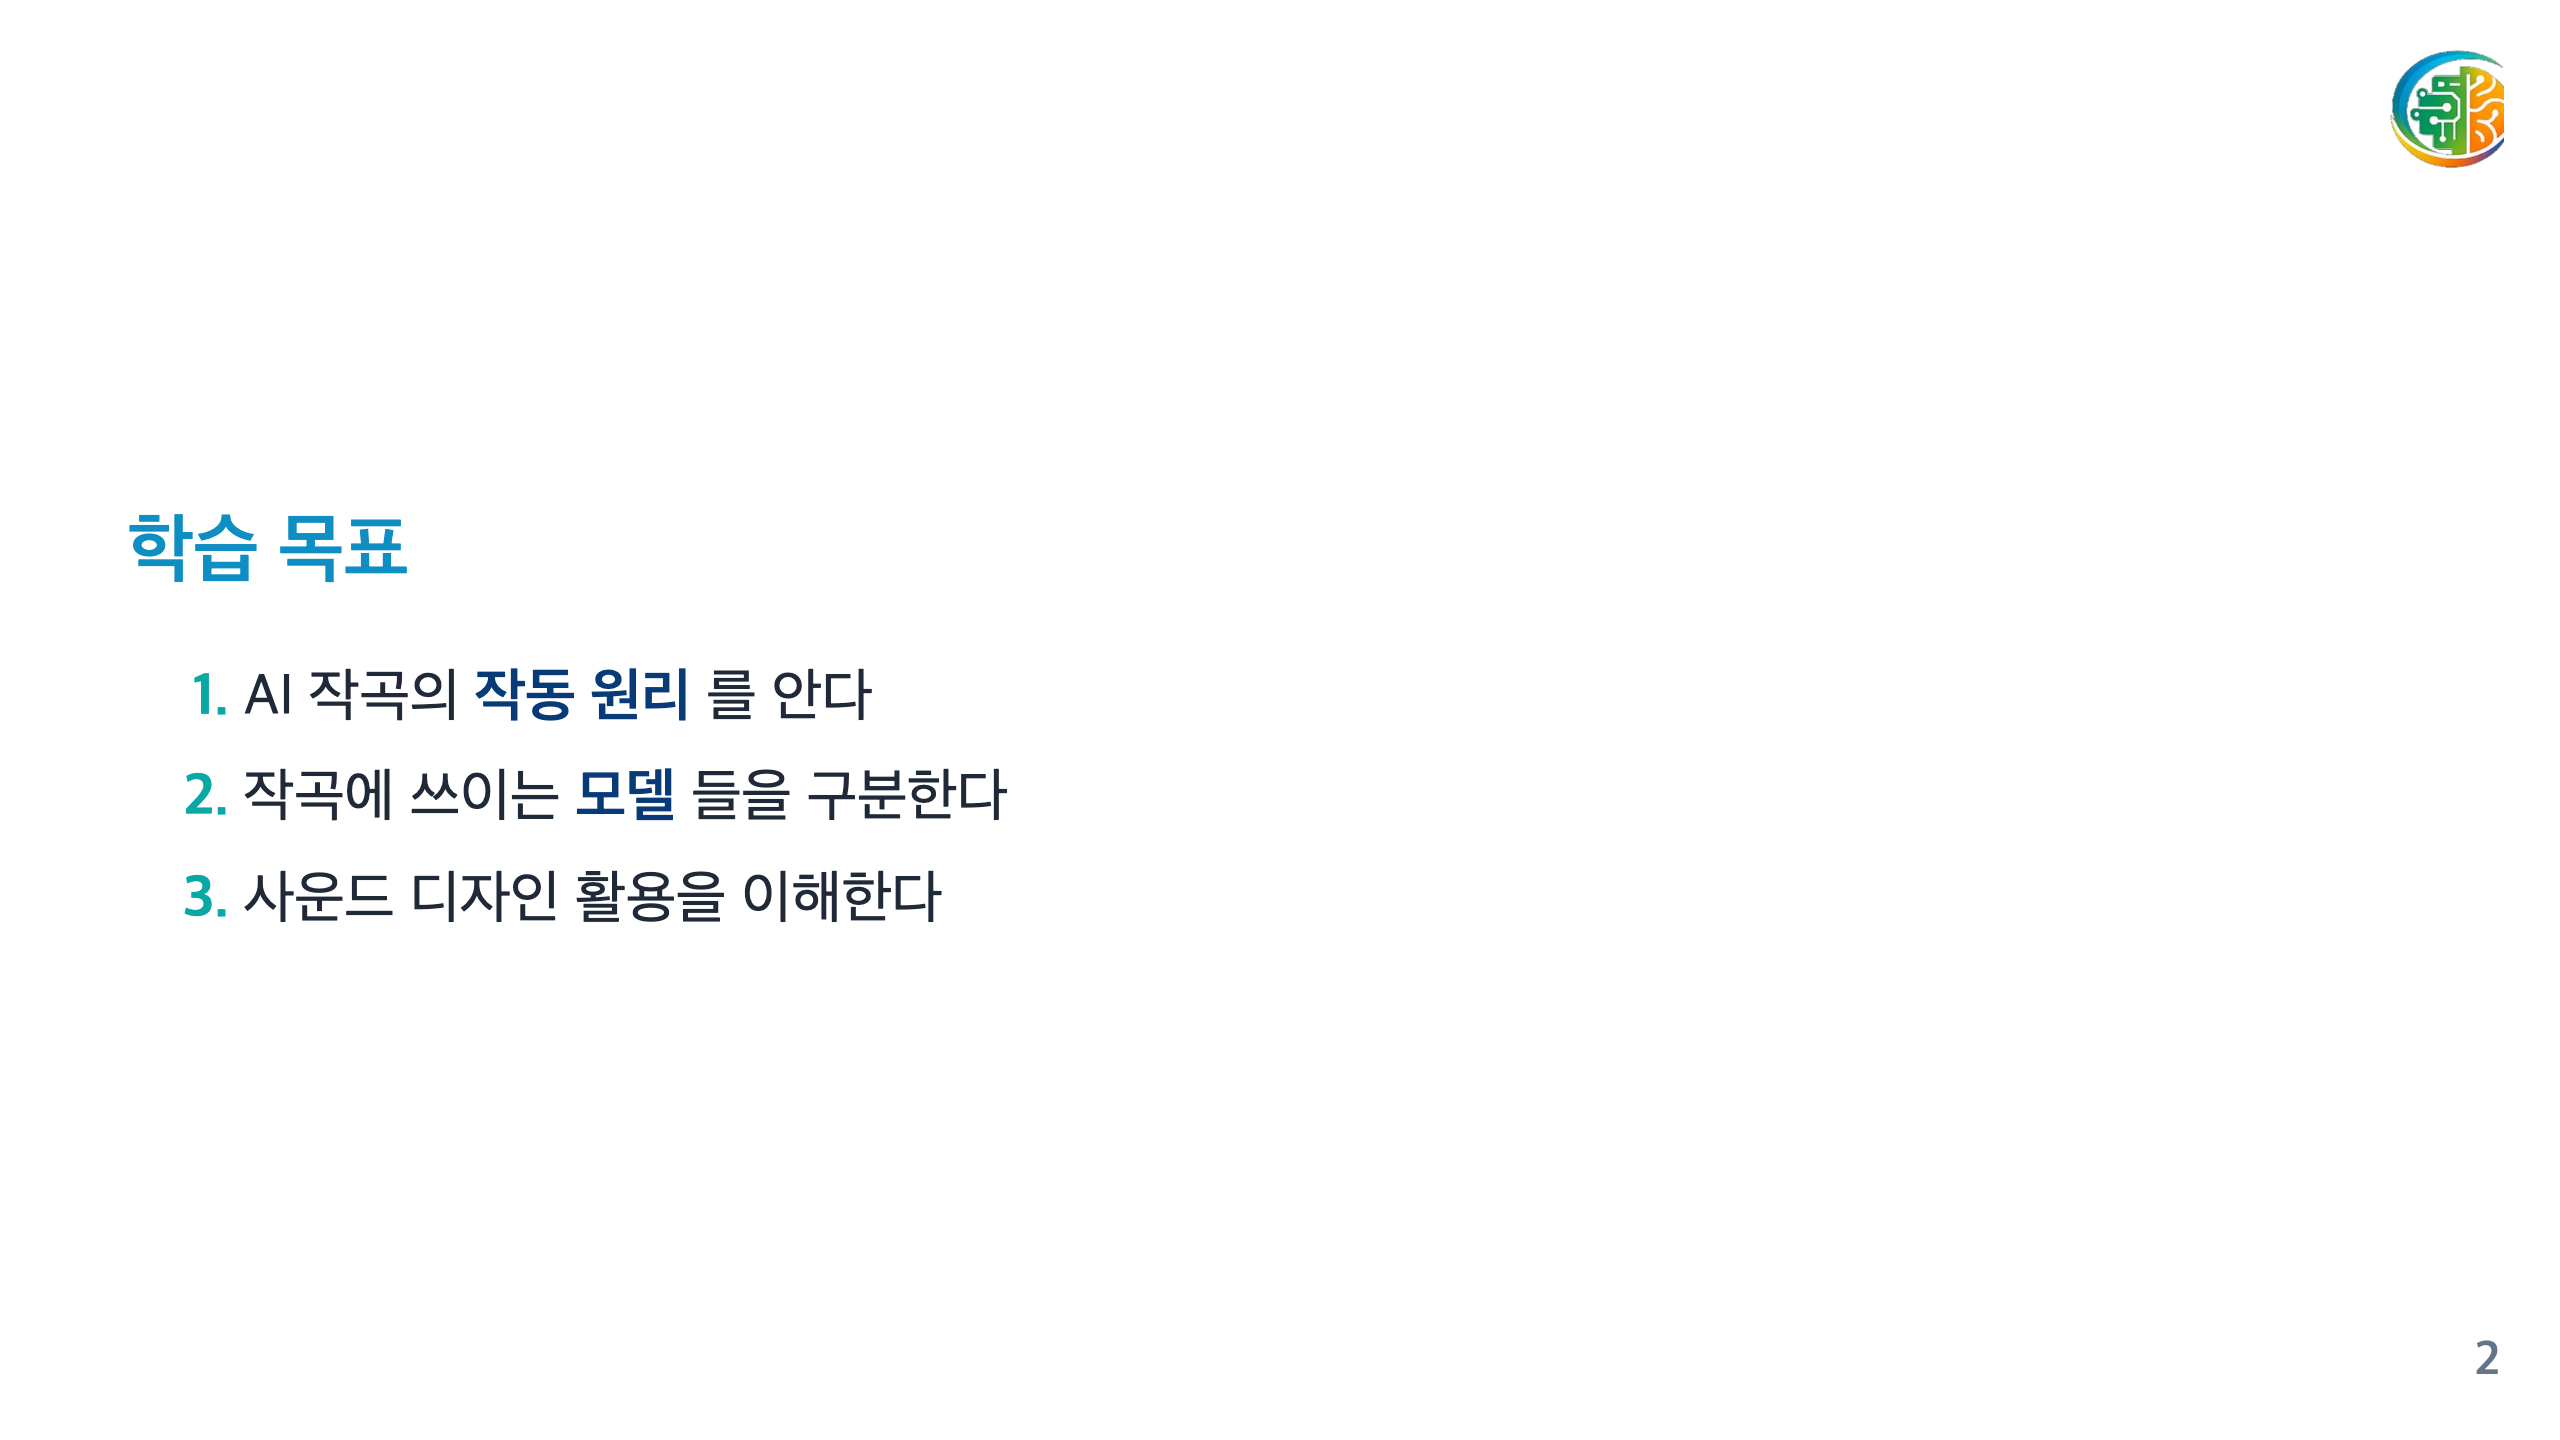 학습 목표
1. AI 작곡의 작동 원리 를 안다
2. 작곡에 쓰이는 모델 들을 구분한다
3. 사운드 디자인 활용을 이해한다
2